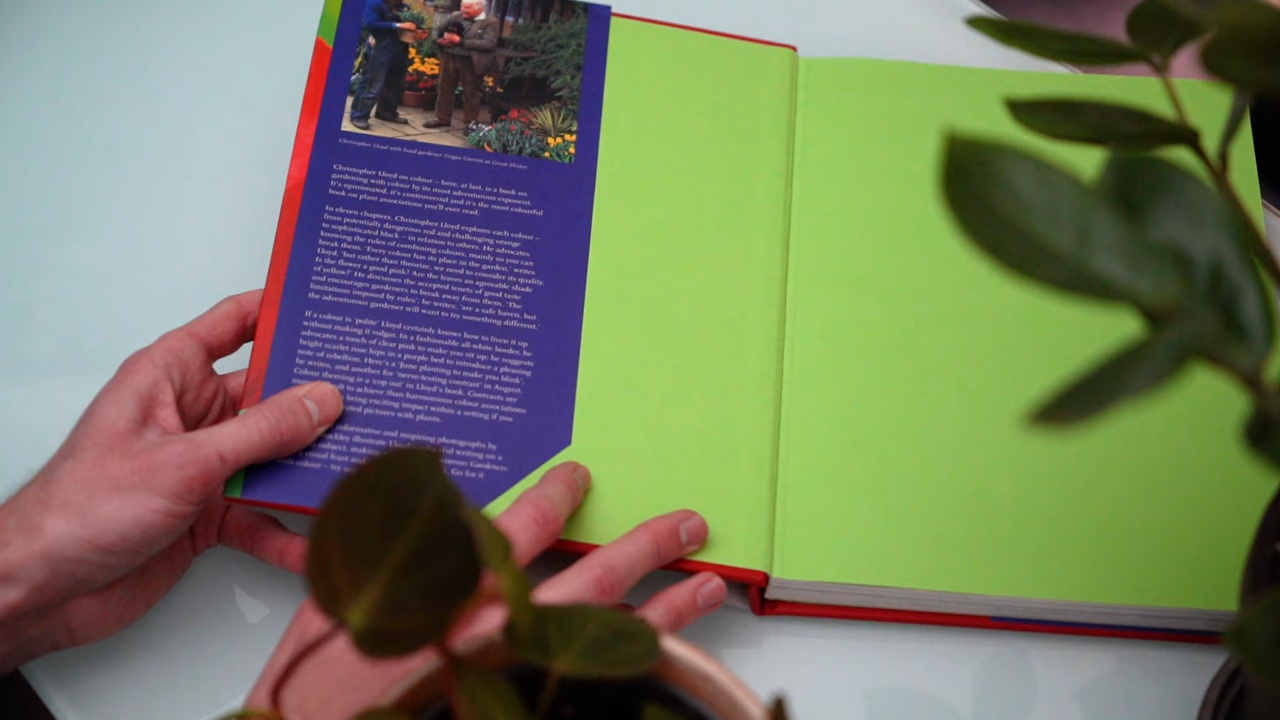 Christopher Lloyd with head gardener Fergus Garrett at Great Dixter
Christopher Lloyd on colour – here, at last, is a book on
gardening with colour by its most adventurous exponent.
It's opinionated, it's controversial and it's the most colourful
book on plant associations you'll ever read.
In eleven chapters, Christopher Lloyd explores each colour –
from potentially dangerous red and challenging orange
to sophisticated black – in relation to others. He advocates
knowing the rules of combining colours, mainly so you can
break them. 'Every colour has its place in the garden,' writes
Lloyd, 'but rather than theorize, we need to consider its quality.
Is the flower a good pink? Are the leaves an agreeable shade
of yellow?' He discusses the accepted tenets of good taste
and encourages gardeners to break away from them. 'The
limitations imposed by rules', he writes, 'are a safe haven, but
the adventurous gardener will want to try something different.'
If a colour is 'polite' Lloyd certainly knows how to liven it up
without making it vulgar. In a fashionable all-white border, he
advocates a touch of clear pink to make you sit up; he suggests
bright scarlet rose hips in a purple bed to introduce a pleasing
note of rebellion. Here's a 'June planting to make you blink',
he writes, and another for 'nerve-testing contrast' in August.
Colour theming is a 'cop out' in Lloyd's book. Contrasts are
to achieve than harmonious colour associations
bring exciting impact within a setting if you
pictures with plants.
informative and inspiring photographs by
illustrate writing on a
subject, making Gardeners
visual feast and Go for it
colour – try